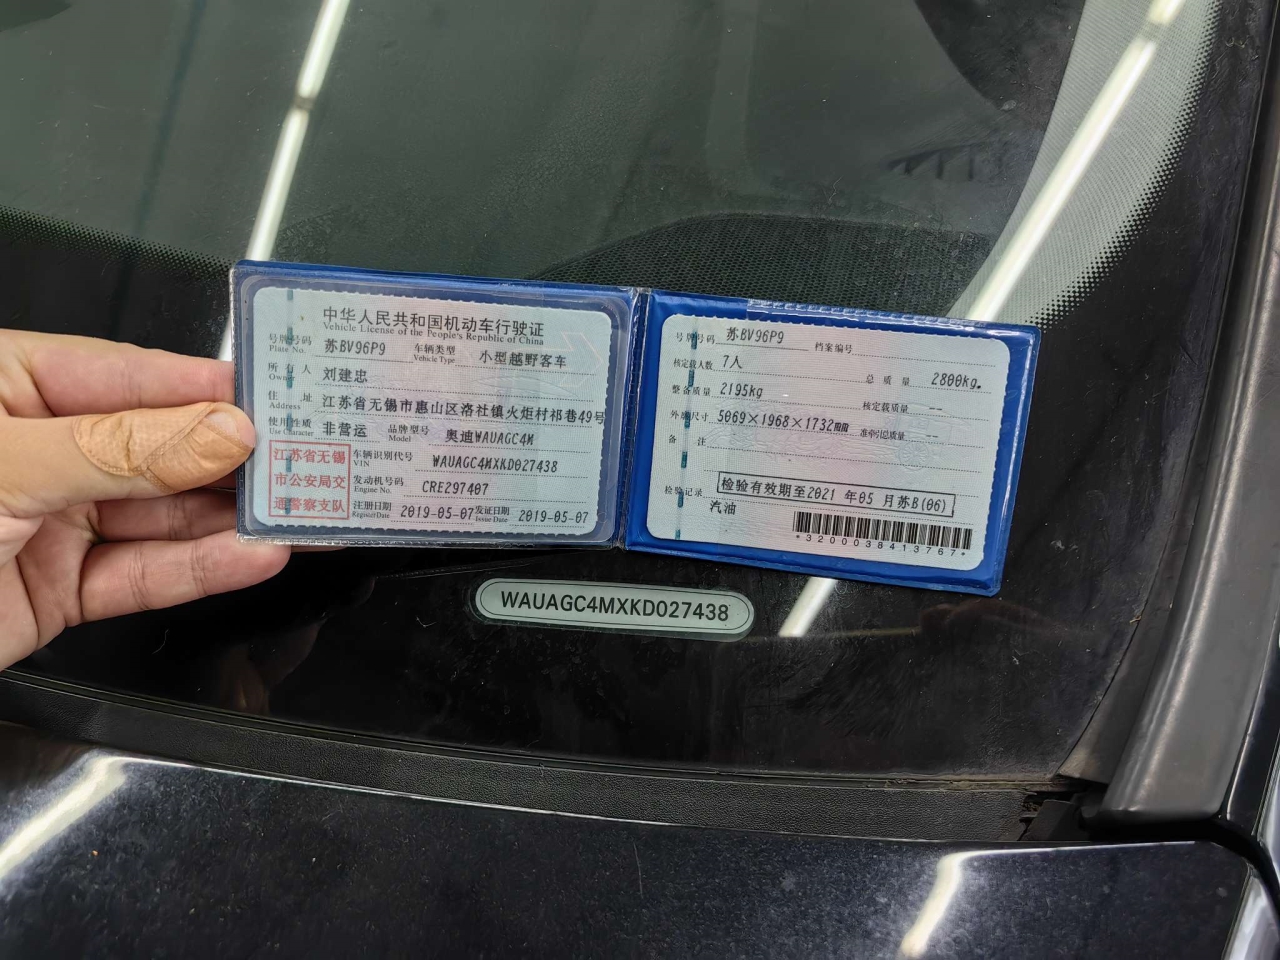 中华人民共和国机动车行驶证
Vehicle License of the People's Republic of China
号牌号码 苏BV96P9 车辆类型 小型越野客车
Plate No. Vehicle Type
所有人 刘建忠
Owner
住址 江苏省无锡市惠山区洛社镇火炬村祁巷49号
Address
使用性质 非营运 品牌型号 奥迪WAUAGC4M
Use Character Model
江苏省无锡
市公安局交
通警察支队
车辆识别代号 WAUAGC4MXKD027438
VIN
发动机号码 CRE297407
Engine No.
注册日期 2019-05-07 发证日期 2019-05-07
Register Date Issue Date
号牌号码 苏BV96P9 档案编号
核定载人数 7人 总质量 2800kg.
整备质量 2195kg 核定载质量 --
外廓尺寸 5069×1968×1732mm 准牵引总质量 --
备注
检验记录 检验有效期至2021年05月苏B(06)
汽油
*3200038413767*
WAUAGC4MXKD027438